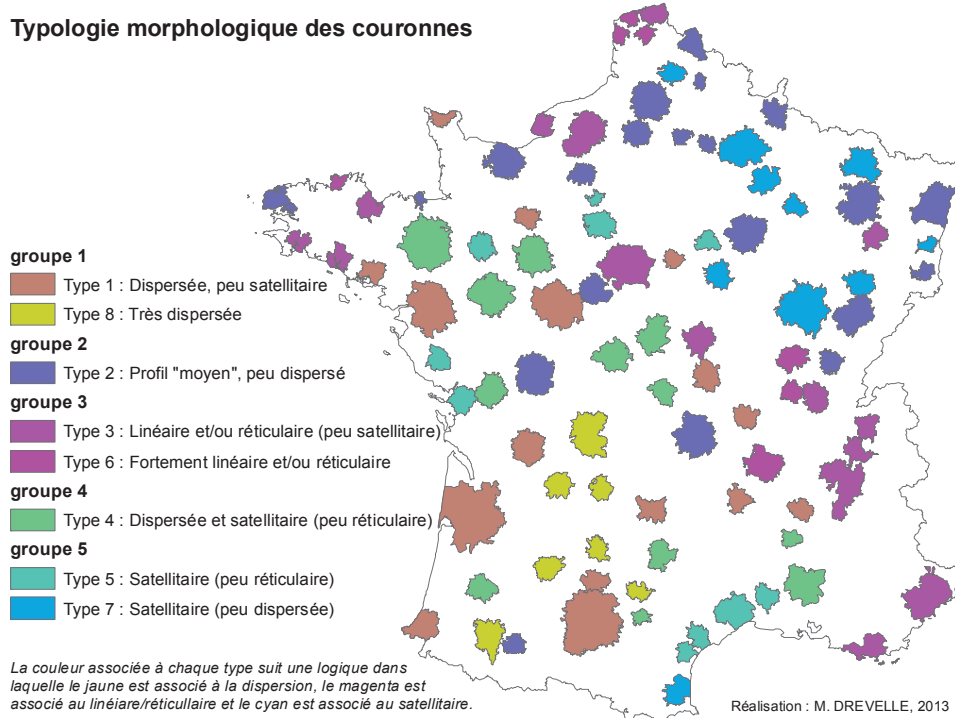 Typologie morphologique des couronnes
groupe 1
Type 1 : Dispersée, peu satellitaire
Type 8 : Très dispersée
groupe 2
Type 2 : Profil "moyen", peu dispersé
groupe 3
Type 3 : Linéaire et/ou réticulaire (peu satellitaire)
Type 6 : Fortement linéaire et/ou réticulaire
groupe 4
Type 4 : Dispersée et satellitaire (peu réticulaire)
groupe 5
Type 5 : Satellitaire (peu réticulaire)
Type 7 : Satellitaire (peu dispersée)
La couleur associée à chaque type suit une logique dans
laquelle le jaune est associé à la dispersion, le magenta est
associé au linéiare/réticullaire et le cyan est associé au satellitaire.
Réalisation : M. DREVELLE, 2013